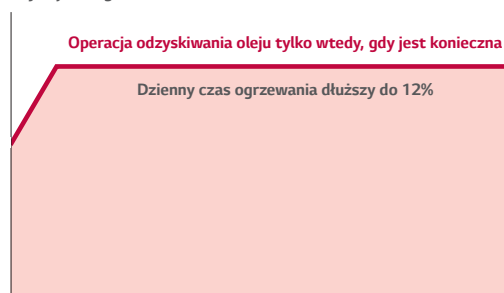 Operacja odzyskiwania oleju tylko wtedy, gdy jest konieczna
Dzienny czas ogrzewania dłuższy do 12%